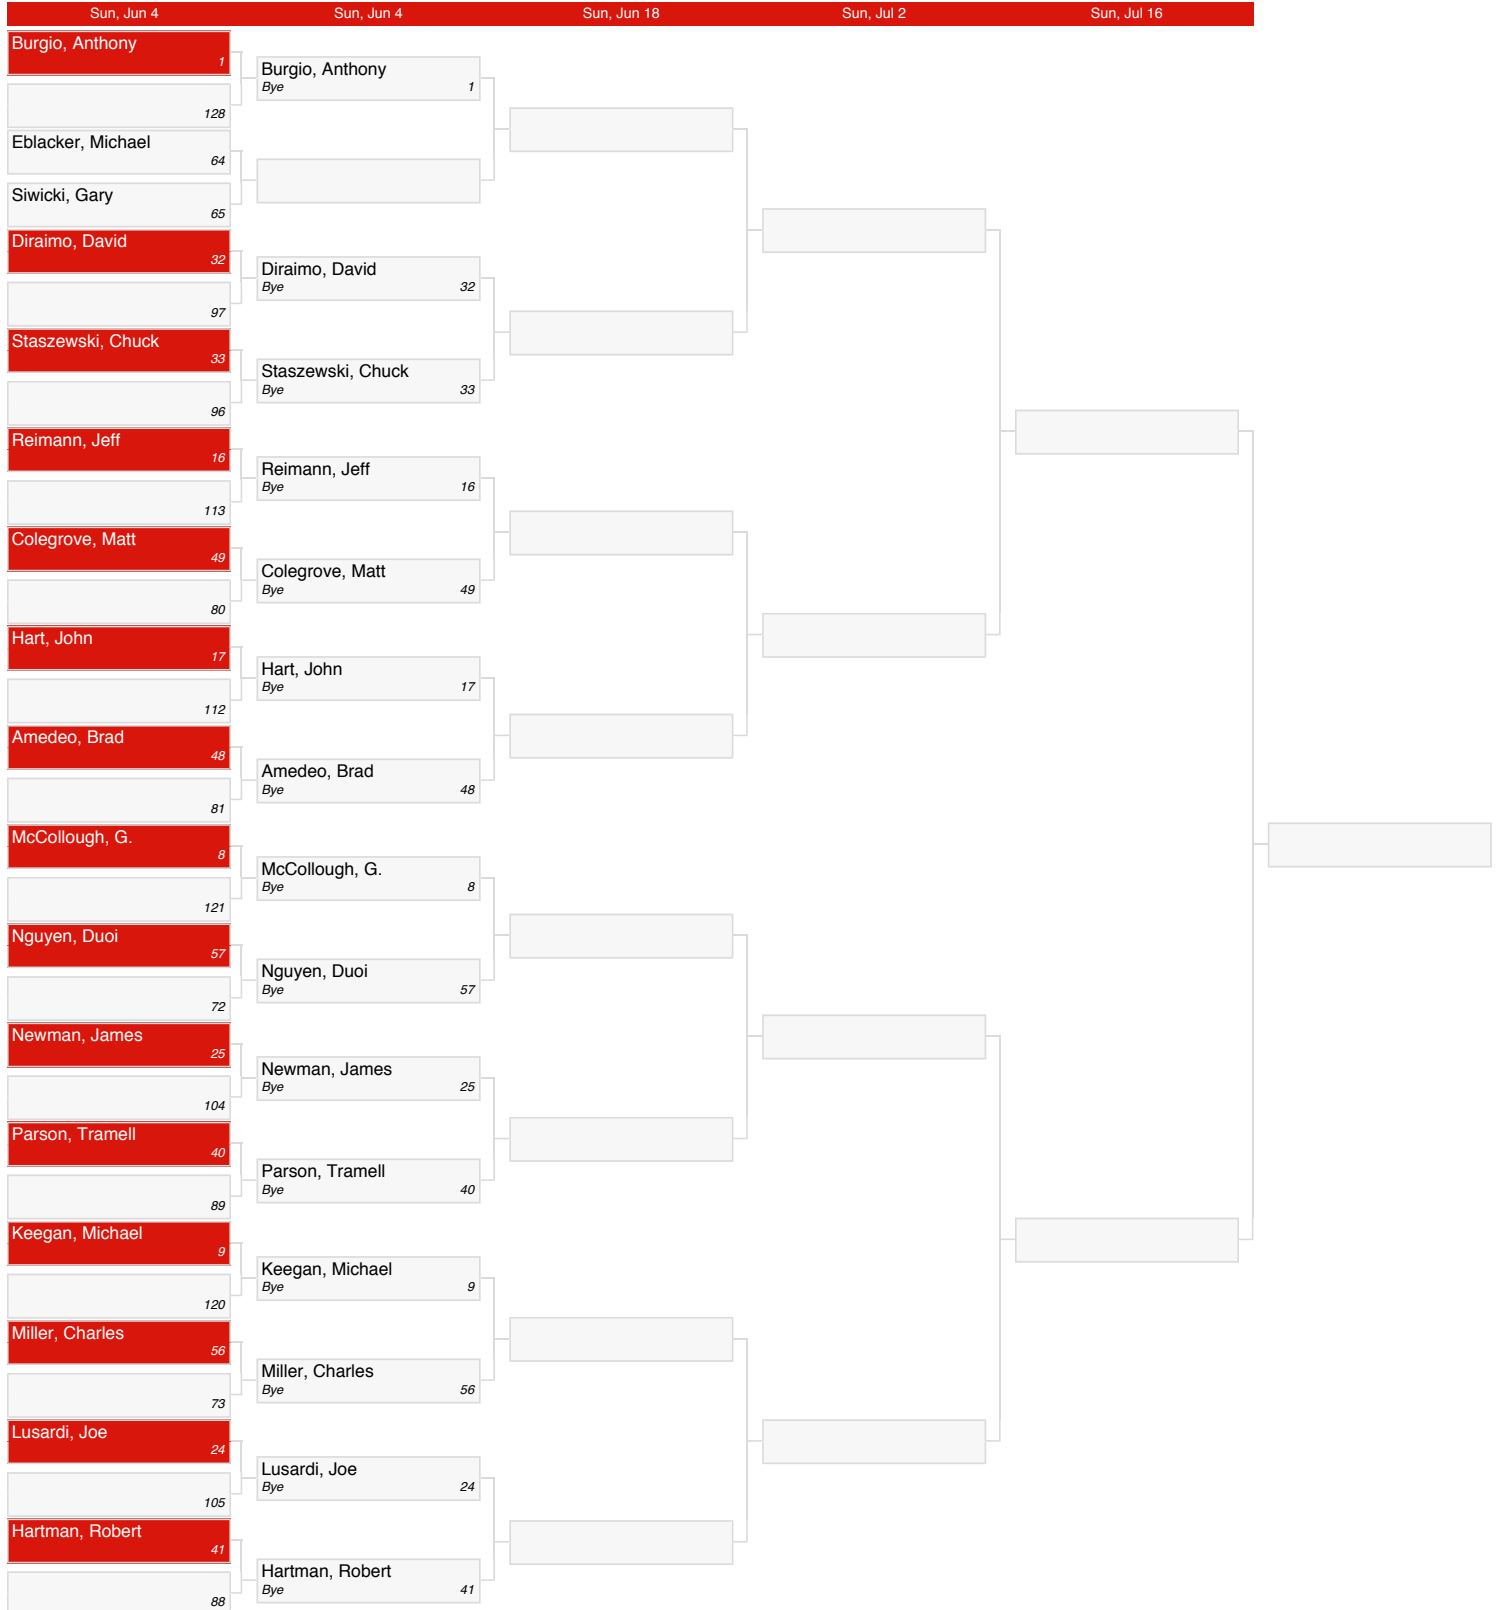 Sun, Jun 4
Sun, Jun 4
Sun, Jun 18
Sun, Jul 2
Sun, Jul 16
Burgio, Anthony
1
128
Eblacker, Michael
64
Siwicki, Gary
65
Diraimo, David
32
97
Staszewski, Chuck
33
96
Reimann, Jeff
16
113
Colegrove, Matt
49
80
Hart, John
17
112
Amedeo, Brad
48
81
McCollough, G.
8
121
Nguyen, Duoi
57
72
Newman, James
25
104
Parson, Tramell
40
89
Keegan, Michael
9
120
Miller, Charles
56
73
Lusardi, Joe
24
105
Hartman, Robert
41
88
Burgio, Anthony
Bye 1
Diraimo, David
Bye 32
Staszewski, Chuck
Bye 33
Reimann, Jeff
Bye 16
Colegrove, Matt
Bye 49
Hart, John
Bye 17
Amedeo, Brad
Bye 48
McCollough, G.
Bye 8
Nguyen, Duoi
Bye 57
Newman, James
Bye 25
Parson, Tramell
Bye 40
Keegan, Michael
Bye 9
Miller, Charles
Bye 56
Lusardi, Joe
Bye 24
Hartman, Robert
Bye 41